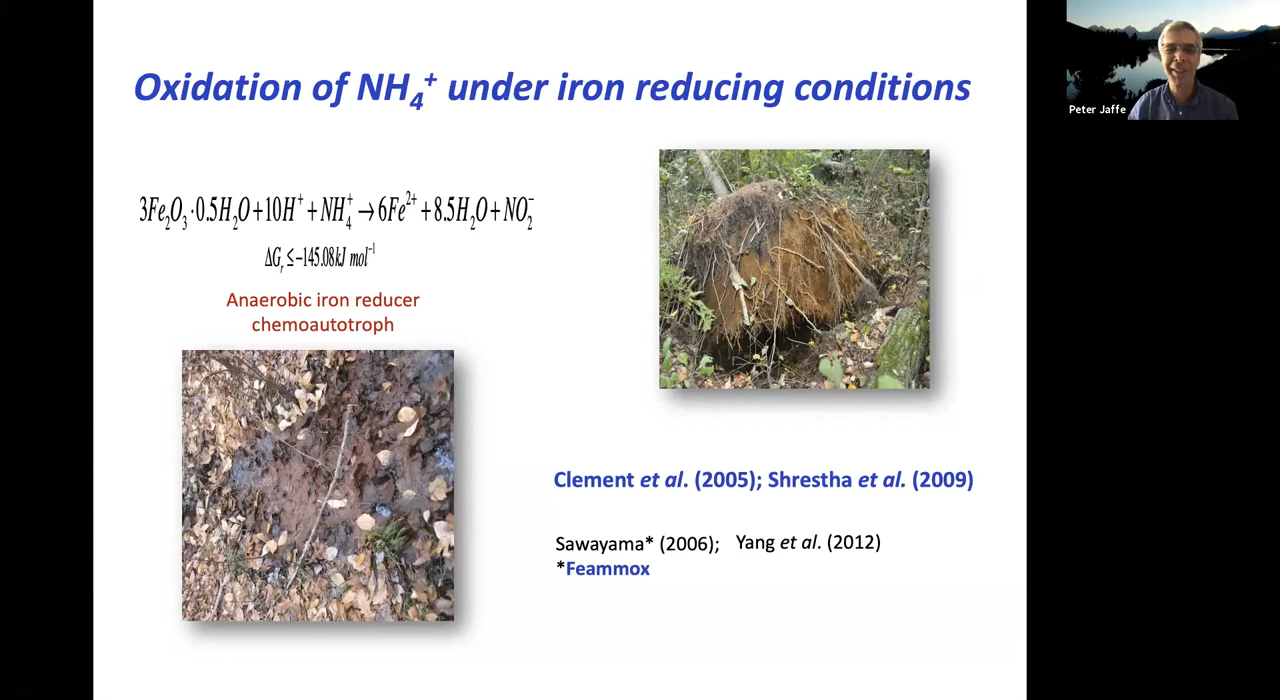 Oxidation of NH₄⁺ under iron reducing conditions
Peter Jaffe
3Fe₂O₃·0.5H₂O+10H⁺+NH₄⁺→6Fe²⁺+8.5H₂O+NO₂⁻
ΔGᵣ≤−145.08kJ mol⁻¹
Anaerobic iron reducer
chemoautotroph
Clement et al. (2005); Shrestha et al. (2009)
Sawayama* (2006); Yang et al. (2012)
*Feammox